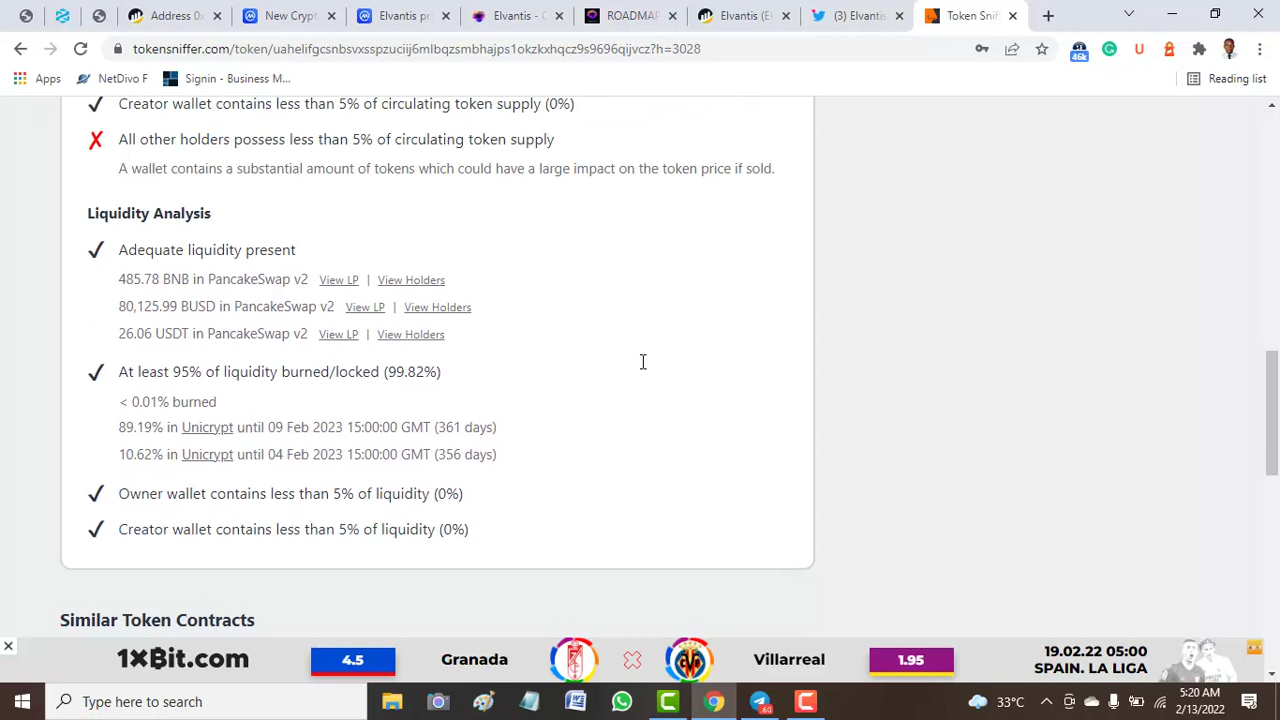 Address 0x
New Crypt
Elvantis pri
Elvantis - G
ROADMAP
Elvantis (E
(3) Elvantis
Token Sniff
tokensniffer.com/token/uahelifgcsnbsvxsspzuciij6mlbqzsmbhajps1okzkxhqcz9s9696qijvcz?h=3028
46k
Apps
NetDivo F
Signin - Business M...
Reading list
Creator wallet contains less than 5% of circulating token supply (0%)
All other holders possess less than 5% of circulating token supply
A wallet contains a substantial amount of tokens which could have a large impact on the token price if sold.
Liquidity Analysis
Adequate liquidity present
485.78 BNB in PancakeSwap v2 View LP | View Holders
80,125.99 BUSD in PancakeSwap v2 View LP | View Holders
26.06 USDT in PancakeSwap v2 View LP | View Holders
At least 95% of liquidity burned/locked (99.82%)
< 0.01% burned
89.19% in Unicrypt until 09 Feb 2023 15:00:00 GMT (361 days)
10.62% in Unicrypt until 04 Feb 2023 15:00:00 GMT (356 days)
Owner wallet contains less than 5% of liquidity (0%)
Creator wallet contains less than 5% of liquidity (0%)
Similar Token Contracts
1XBit.com
4.5
Granada
Villarreal
1.95
19.02.22 05:00
SPAIN. LA LIGA
Type here to search
60
33°C
5:20 AM
2/13/2022